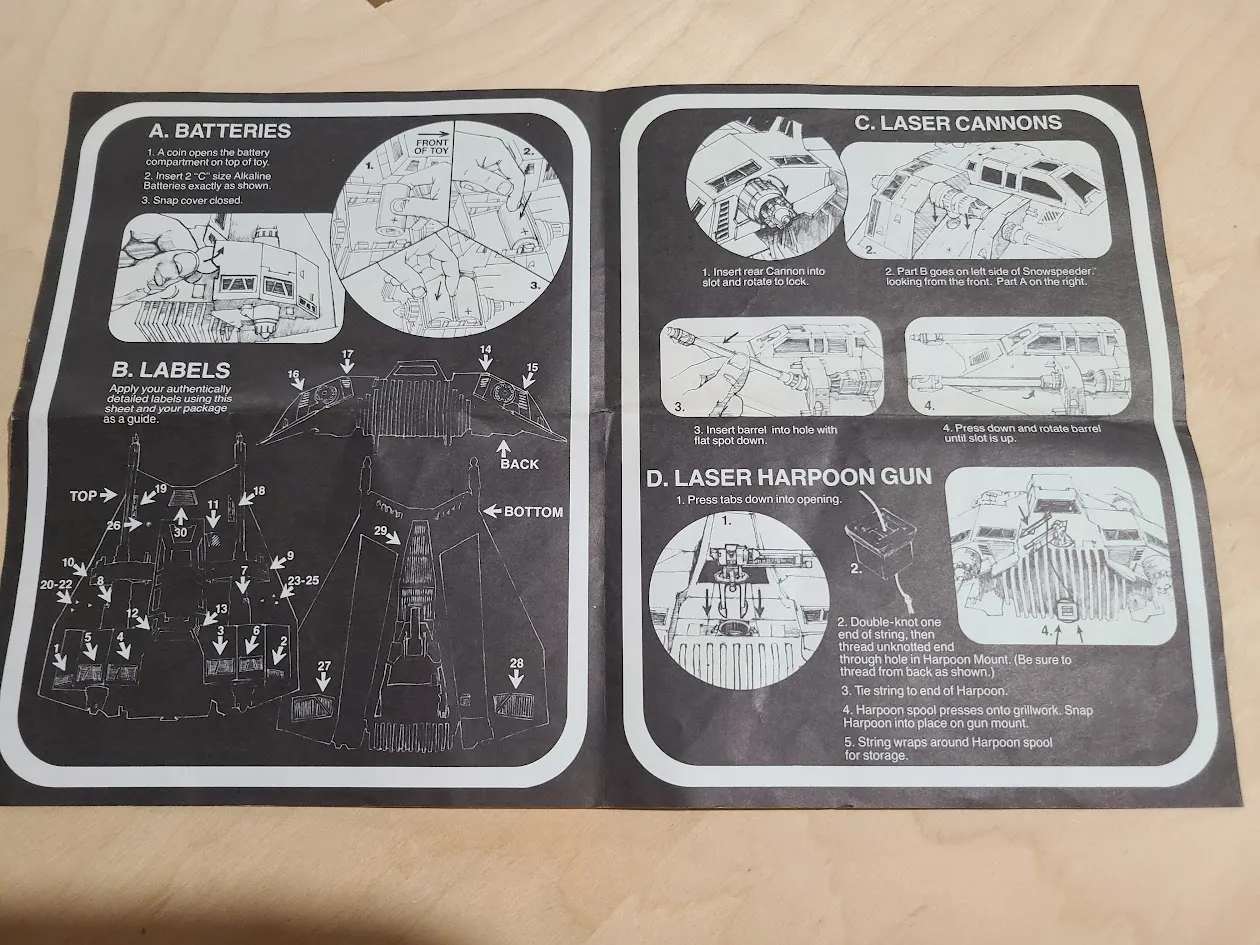 A. BATTERIES
1. A coin opens the battery
compartment on top of toy.
2. Insert 2 "C" size Alkaline
Batteries exactly as shown.
3. Snap cover closed.
FRONT
OF TOY
1.
2.
3.
B. LABELS
Apply your authentically
detailed labels using this
sheet and your package
as a guide.
17
14
16
15
BACK
TOP
19
18
26
30
11
BOTTOM
29
10
9
20-22
8
7
23-25
12
13
1
5
4
3
6
2
27
28
C. LASER CANNONS
1. Insert rear Cannon into
slot and rotate to lock.
2.
2. Part B goes on left side of Snowspeeder.
looking from the front. Part A on the right.
3.
3. Insert barrel into hole with
flat spot down.
4.
4. Press down and rotate barrel
until slot is up.
D. LASER HARPOON GUN
1. Press tabs down into opening.
1.
2.
4.
2. Double-knot one
end of string, then
thread unknotted end
through hole in Harpoon Mount. (Be sure to
thread from back as shown.)
3. Tie string to end of Harpoon.
4. Harpoon spool presses onto grillwork. Snap
Harpoon into place on gun mount.
5. String wraps around Harpoon spool
for storage.